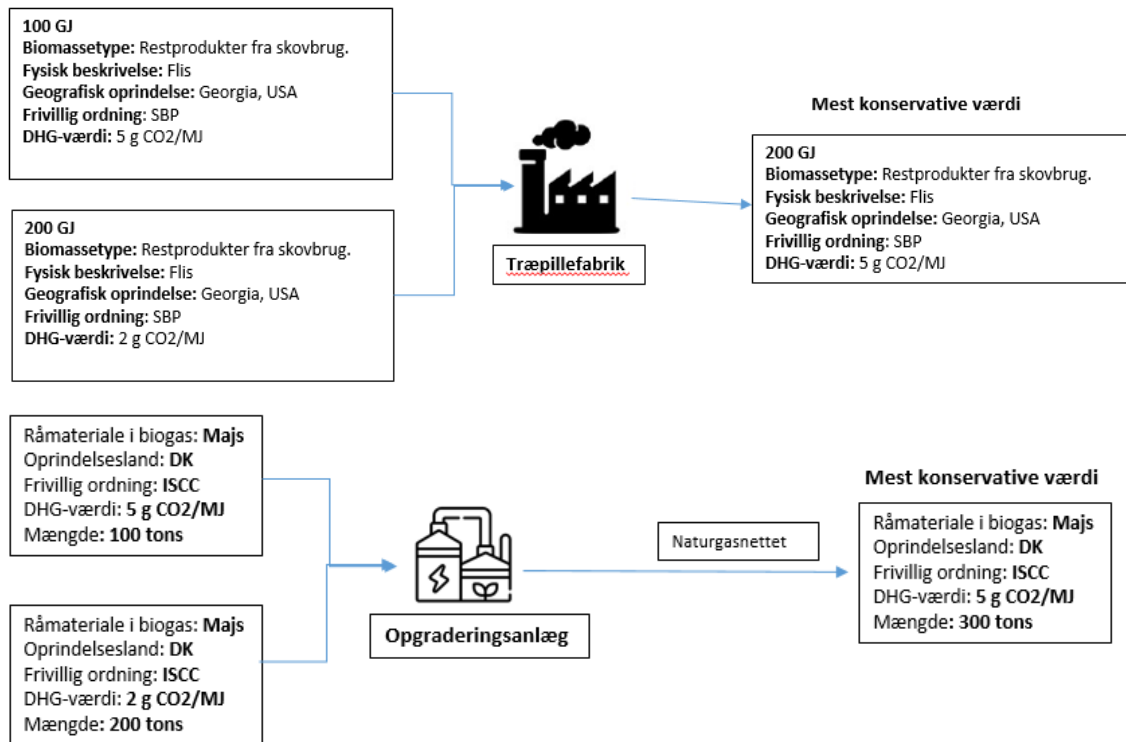 100 GJ
Biomassetype: Restprodukter fra skovbrug.
Fysisk beskrivelse: Flis
Geografisk oprindelse: Georgia, USA
Frivillig ordning: SBP
DHG-værdi: 5 g CO2/MJ
200 GJ
Biomassetype: Restprodukter fra skovbrug.
Fysisk beskrivelse: Flis
Geografisk oprindelse: Georgia, USA
Frivillig ordning: SBP
DHG-værdi: 2 g CO2/MJ
Træpillefabrik
Mest konservative værdi
200 GJ
Biomassetype: Restprodukter fra skovbrug.
Fysisk beskrivelse: Flis
Geografisk oprindelse: Georgia, USA
Frivillig ordning: SBP
DHG-værdi: 5 g CO2/MJ
Råmateriale i biogas: Majs
Oprindelsesland: DK
Frivillig ordning: ISCC
DHG-værdi: 5 g CO2/MJ
Mængde: 100 tons
Råmateriale i biogas: Majs
Oprindelsesland: DK
Frivillig ordning: ISCC
DHG-værdi: 2 g CO2/MJ
Mængde: 200 tons
Opgraderingsanlæg
Naturgasnettet
Mest konservative værdi
Råmateriale i biogas: Majs
Oprindelsesland: DK
Frivillig ordning: ISCC
DHG-værdi: 5 g CO2/MJ
Mængde: 300 tons